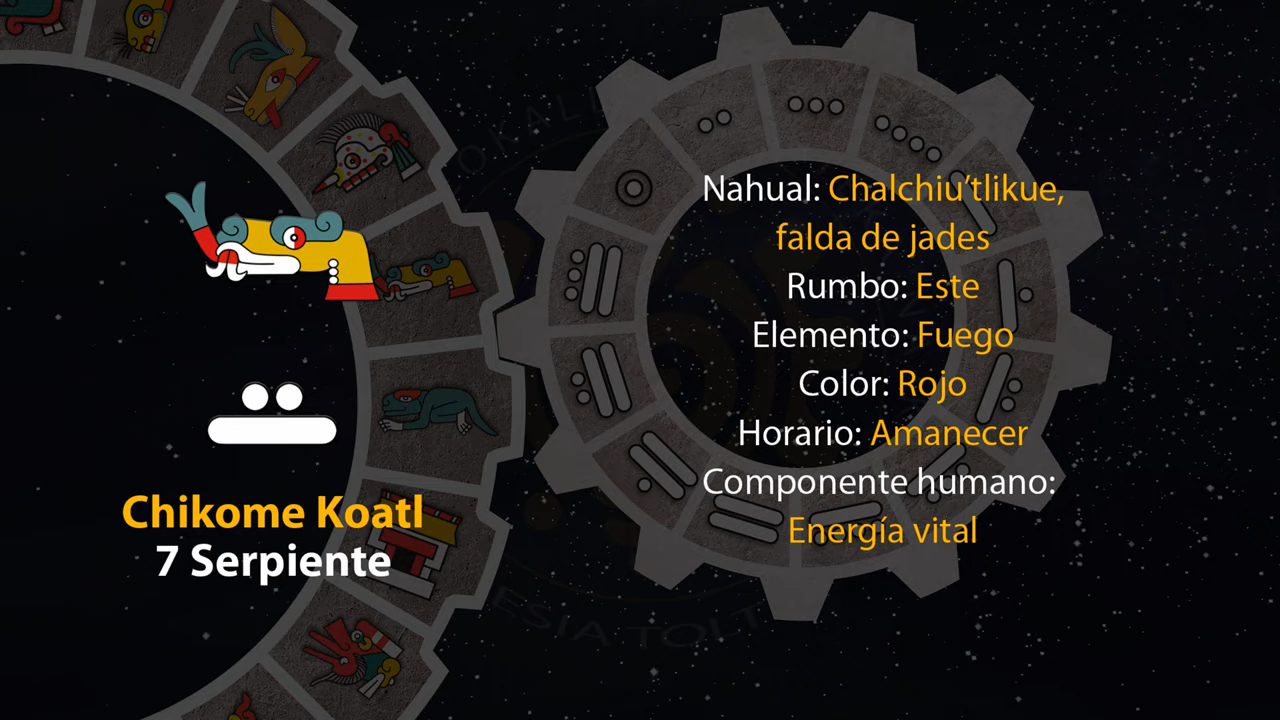 Chikome Koatl
7 Serpiente
Nahual: Chalchiu’tlikue,
falda de jades
Rumbo: Este
Elemento: Fuego
Color: Rojo
Horario: Amanecer
Componente humano:
Energía vital